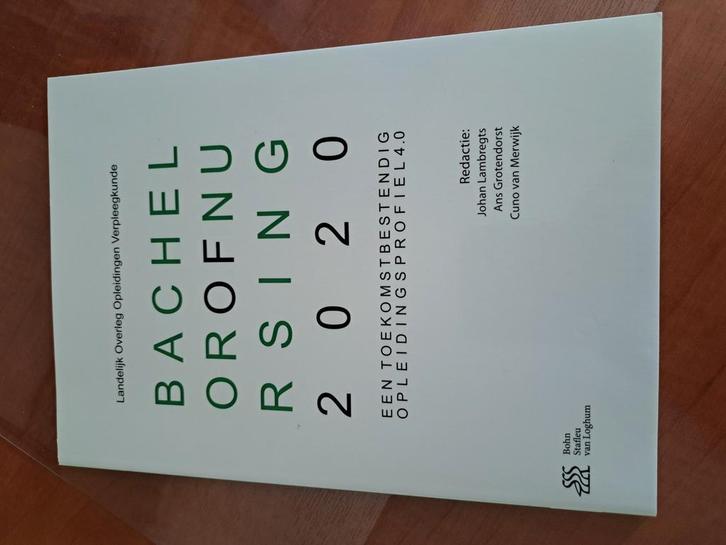 Landelijk Overleg Opleidingen Verpleegkunde
BACHEL
OROFNU
RSING
2020
EEN TOEKOMSTBESTENDIG
OPLEIDINGSPROFIEL 4.0
Redactie:
Johan Lambregts
Ans Grotendorst
Cuno van Merwijk
Bohn
Stafleu
van Loghum